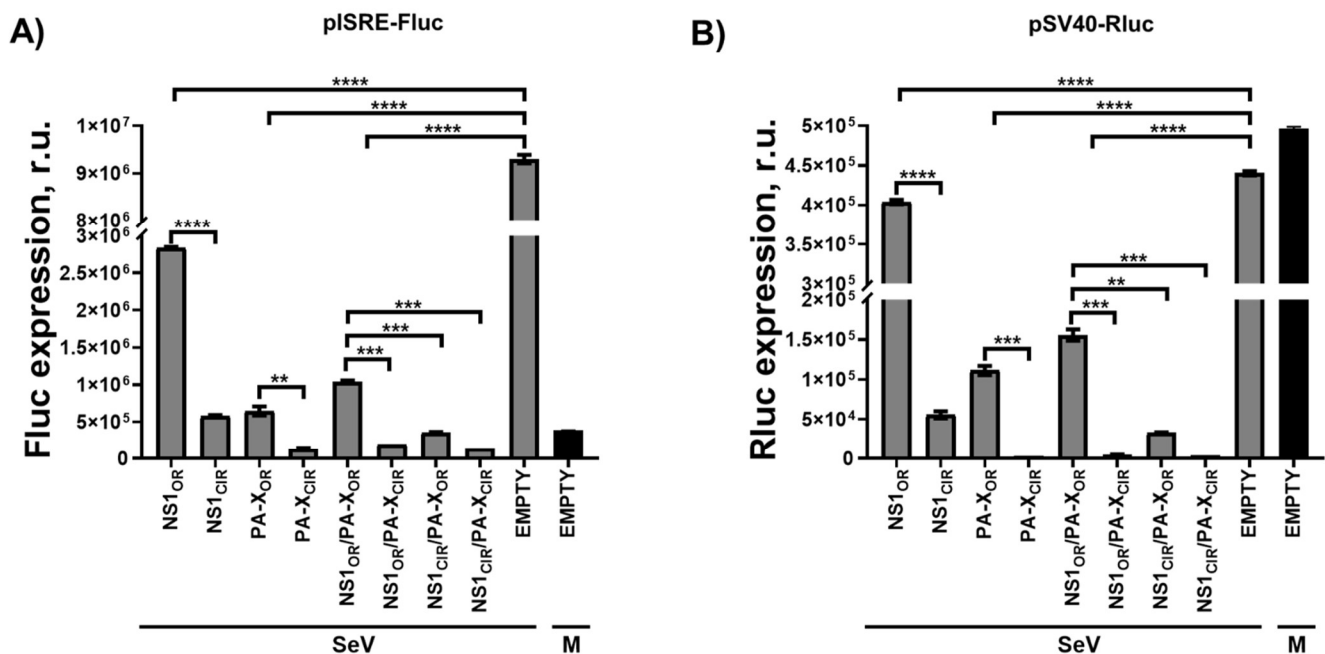 A)
pISRE-Fluc
Fluc expression, r.u.
1×10⁷
9×10⁶
8×10⁶
3×10⁶
2.5×10⁶
2×10⁶
1.5×10⁶
1×10⁶
5×10⁵
0
****
****
****
****
**
***
***
***
NS1OR
NS1CIR
PA-XOR
PA-XCIR
NS1OR/PA-XOR
NS1OR/PA-XCIR
NS1CIR/PA-XOR
NS1CIR/PA-XCIR
EMPTY
EMPTY
SeV
M
B)
pSV40-Rluc
Rluc expression, r.u.
5×10⁵
4.5×10⁵
4×10⁵
3.5×10⁵
3×10⁵
2×10⁵
1.5×10⁵
1×10⁵
5×10⁴
0
****
****
****
****
***
***
**
***
NS1OR
NS1CIR
PA-XOR
PA-XCIR
NS1OR/PA-XOR
NS1OR/PA-XCIR
NS1CIR/PA-XOR
NS1CIR/PA-XCIR
EMPTY
EMPTY
SeV
M